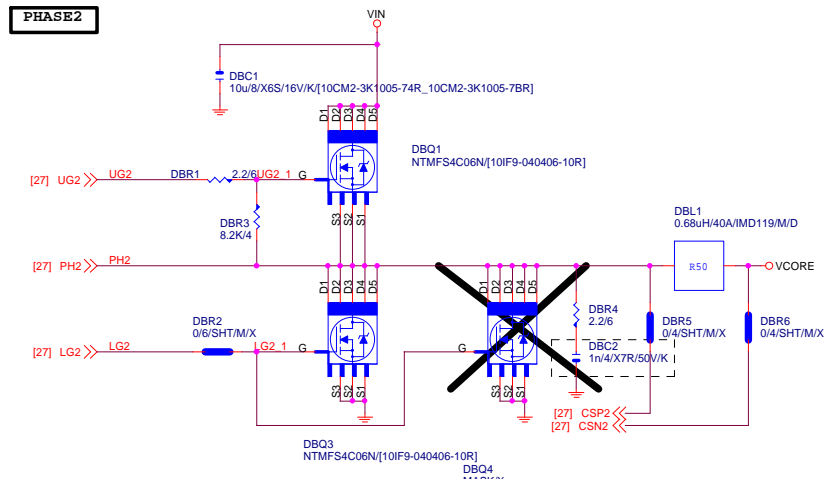 PHASE2
VIN
DBC1
10u/8/X6S/16V/K/[10CM2-3K1005-74R_10CM2-3K1005-7BR]
D1 D2 D3 D4 D5
DBQ1
NTMFS4C06N/[10IF9-040406-10R]
[27] UG2 UG2 DBR1 2.2/6 UG2_1 G
S3 S2 S1
DBR3
8.2K/4
DBL1
0.68uH/40A/IMD119/M/D
[27] PH2 PH2
R50
VCORE
D1 D2 D3 D4 D5
D1 D2 D3 D4 D5
DBR2
0/6/SHT/M/X
DBR4
2.2/6
DBR5
0/4/SHT/M/X
DBR6
0/4/SHT/M/X
[27] LG2 LG2 LG2_1 G
G
DBC2
1n/4/X7R/50V/K
S3 S2 S1
S3 S2 S1
[27] CSP2
[27] CSN2
DBQ3
NTMFS4C06N/[10IF9-040406-10R]
DBQ4